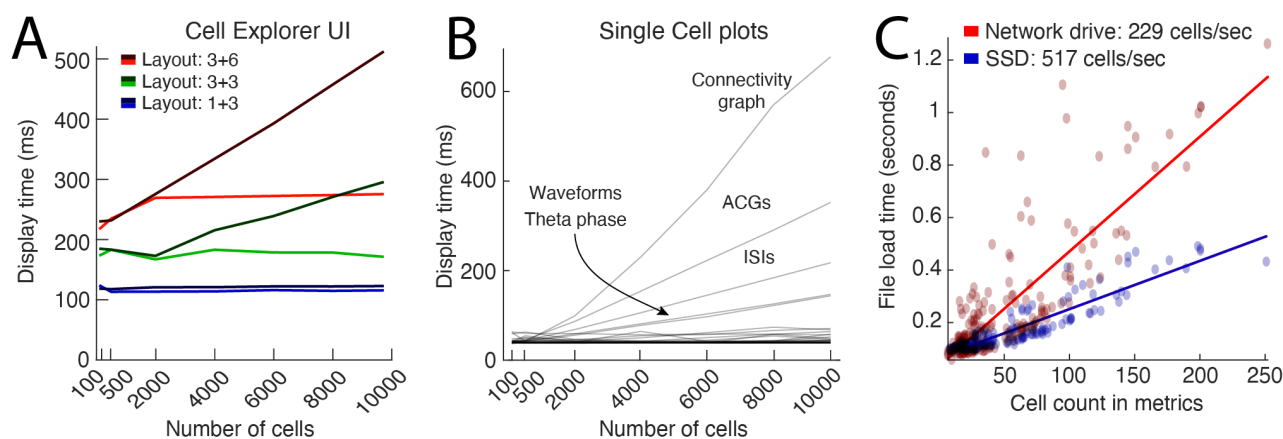 A
Cell Explorer UI
Layout: 3+6
Layout: 3+3
Layout: 1+3
Display time (ms)
500
400
300
200
100
0
100
500
2000
4000
6000
8000
10000
Number of cells
B
Single Cell plots
Connectivity
graph
Waveforms
Theta phase
ACGs
ISIs
Display time (ms)
600
400
200
0
100
500
2000
4000
6000
8000
10000
Number of cells
C
Network drive: 229 cells/sec
SSD: 517 cells/sec
File load time (seconds)
1.2
1
0.8
0.6
0.4
0.2
50
100
150
200
250
Cell count in metrics